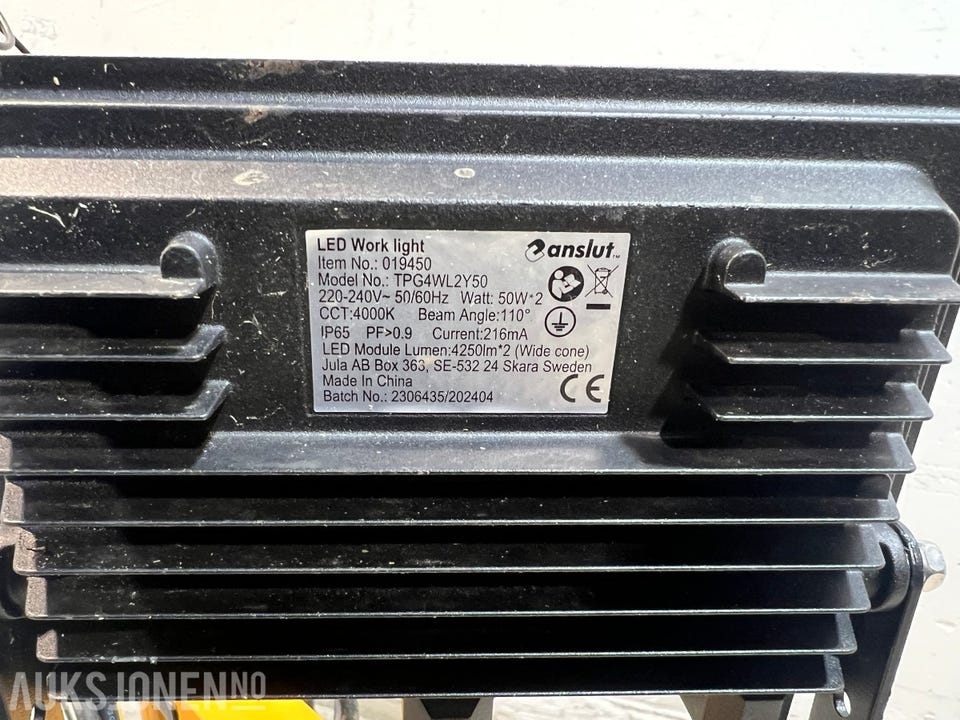 LED Work light
anslut™
Item No.: 019450
Model No.: TPG4WL2Y50
220-240V~ 50/60Hz Watt: 50W*2
CCT:4000K Beam Angle:110°
IP65 PF>0.9 Current:216mA
LED Module Lumen:4250lm*2 (Wide cone)
Jula AB Box 363, SE-532 24 Skara Sweden
Made In China
Batch No.: 2306435/202404
CE
AUKSJONEN.NO